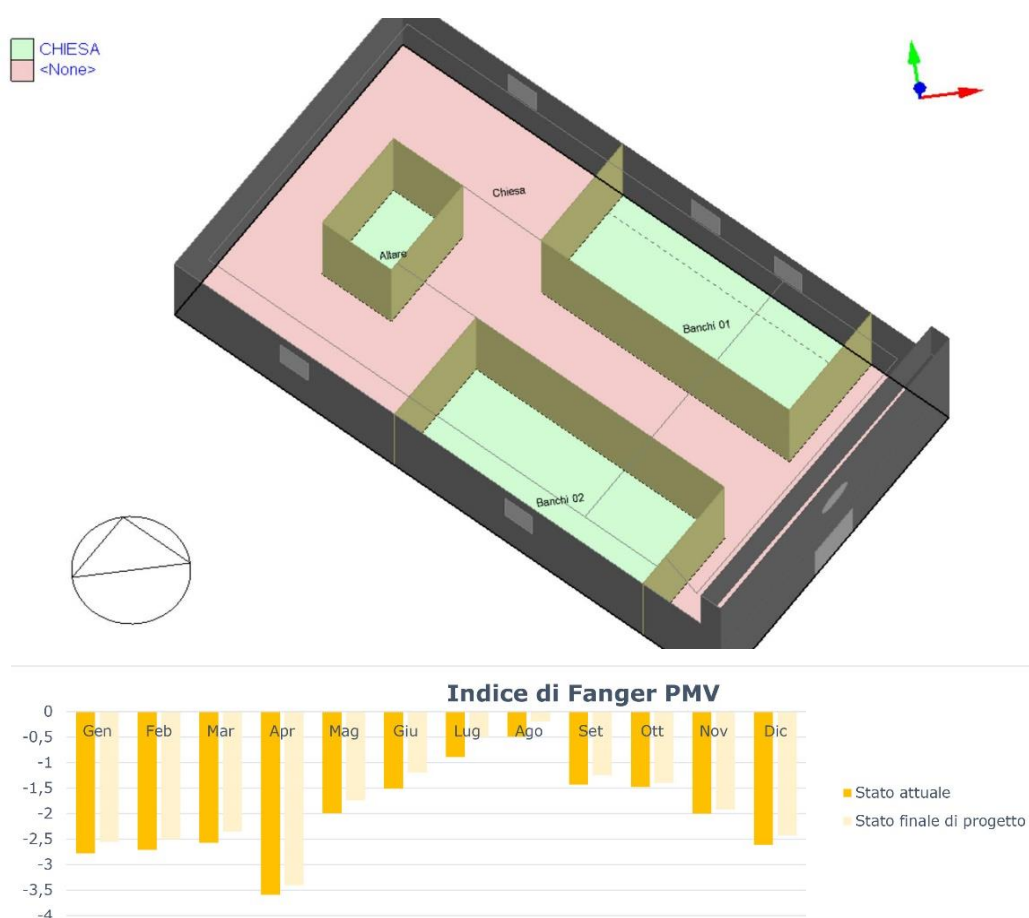 CHIESA
<None>
Chiesa
Altare
Banchi 01
Banchi 02
Indice di Fanger PMV
0
Gen Feb Mar Apr Mag Giu Lug Ago Set Ott Nov Dic
-0,5
-1
-1,5
-2
-2,5
-3
-3,5
-4
Stato attuale
Stato finale di progetto